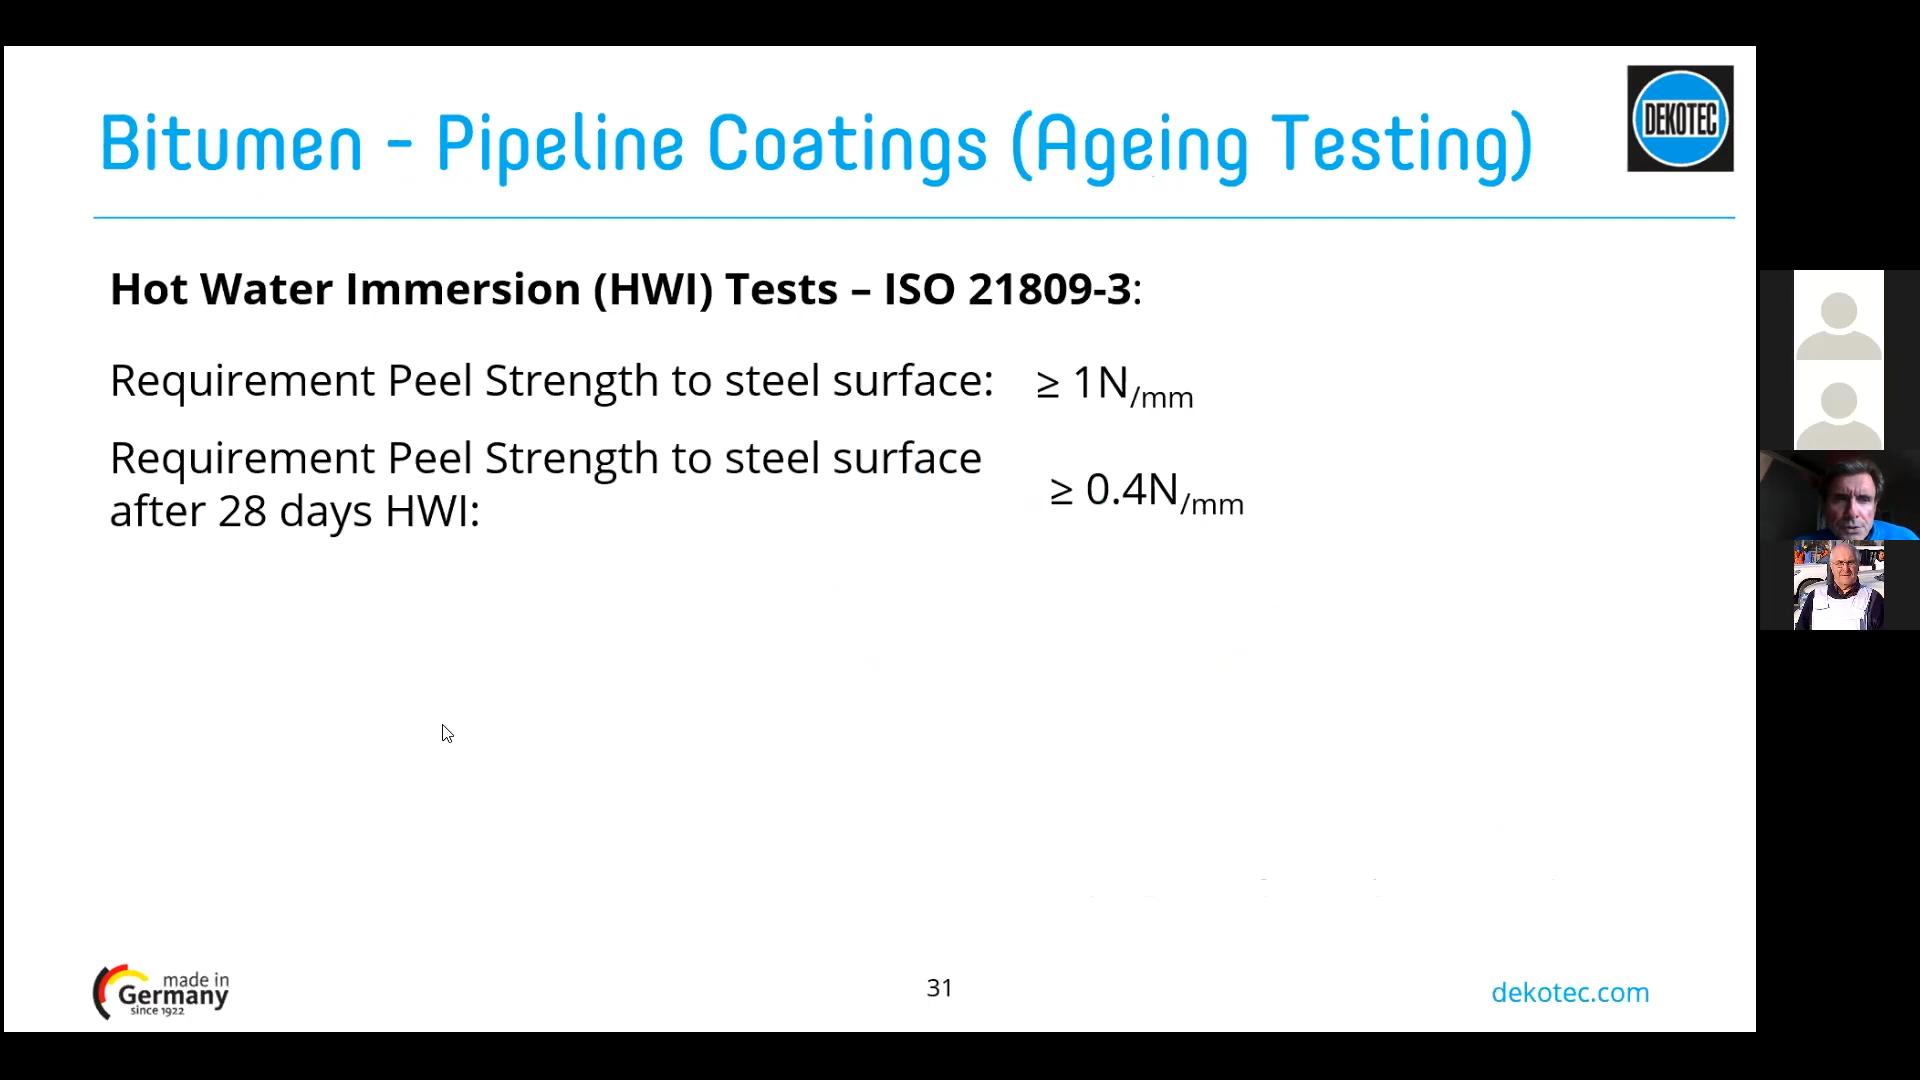 Bitumen - Pipeline Coatings (Ageing Testing)
DEKOTEC
Hot Water Immersion (HWI) Tests – ISO 21809-3:
Requirement Peel Strength to steel surface: ≥ 1N/mm
Requirement Peel Strength to steel surface
after 28 days HWI: ≥ 0.4N/mm
made in
Germany
since 1922
31
dekotec.com